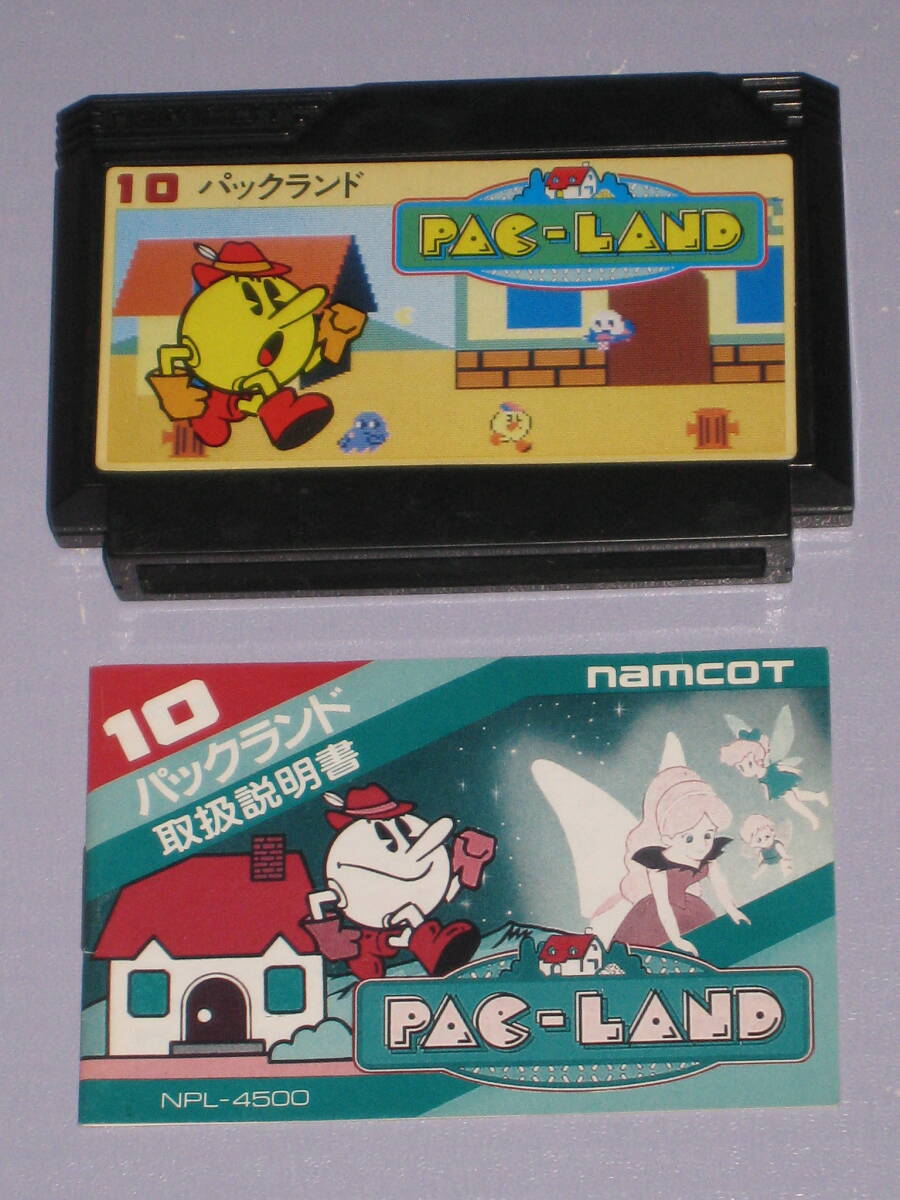 10 パックランド
PAC-LAND
namcoT
10
パックランド
取扱説明書
PAC-LAND
NPL-4500